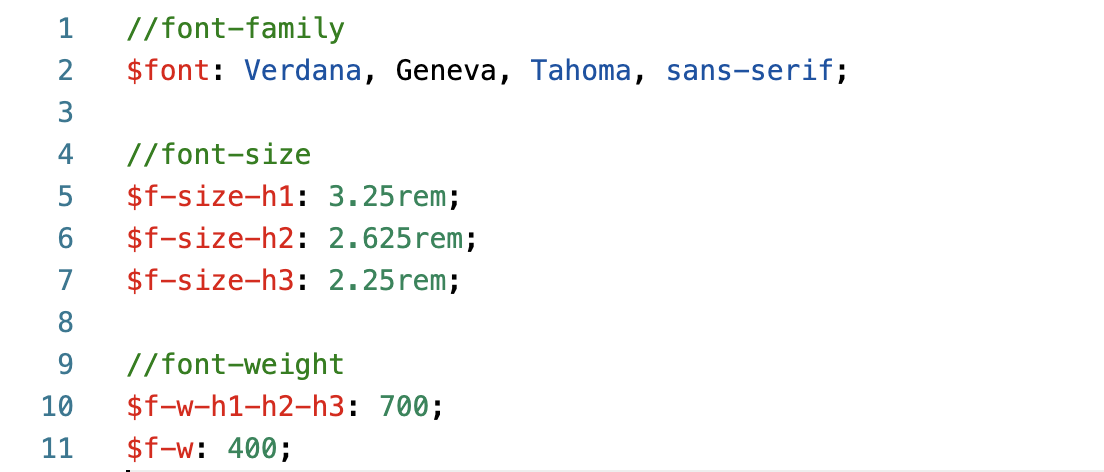 1 //font-family
2 $font: Verdana, Geneva, Tahoma, sans-serif;
3
4 //font-size
5 $f-size-h1: 3.25rem;
6 $f-size-h2: 2.625rem;
7 $f-size-h3: 2.25rem;
8
9 //font-weight
10 $f-w-h1-h2-h3: 700;
11 $f-w: 400;